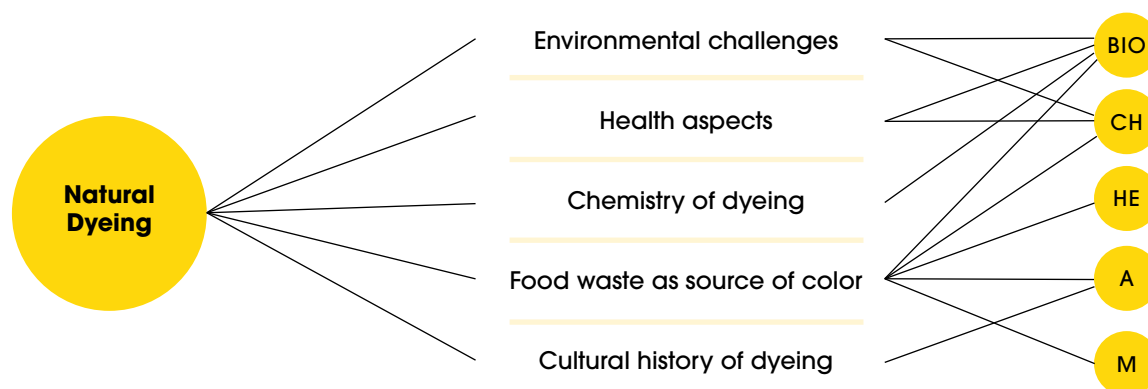 Natural
Dyeing
Environmental challenges
Health aspects
Chemistry of dyeing
Food waste as source of color
Cultural history of dyeing
BIO
CH
HE
A
M